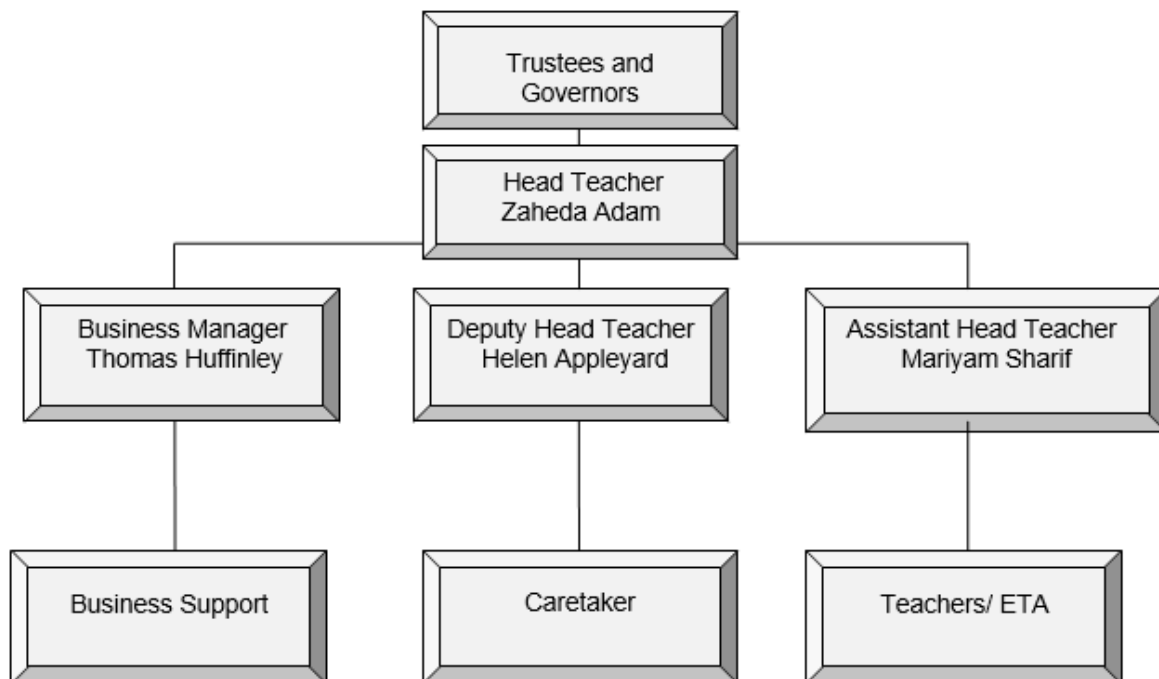 Trustees and
Governors
Head Teacher
Zaheda Adam
Business Manager
Thomas Huffinley
Deputy Head Teacher
Helen Appleyard
Assistant Head Teacher
Mariyam Sharif
Business Support
Caretaker
Teachers/ ETA